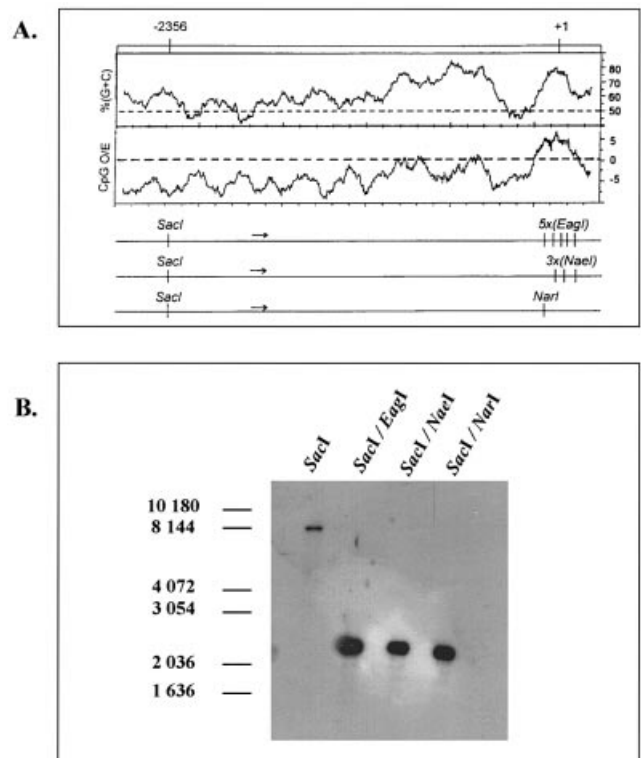 A.
-2356 +1
%(G+C)
80
70
60
50
CpG O/E
5
0
-5
SacI 5x(EagI)
SacI 3x(NaeI)
SacI NarI
B.
SacI SacI / EagI SacI / NaeI SacI / NarI
10 180
8 144
4 072
3 054
2 036
1 636